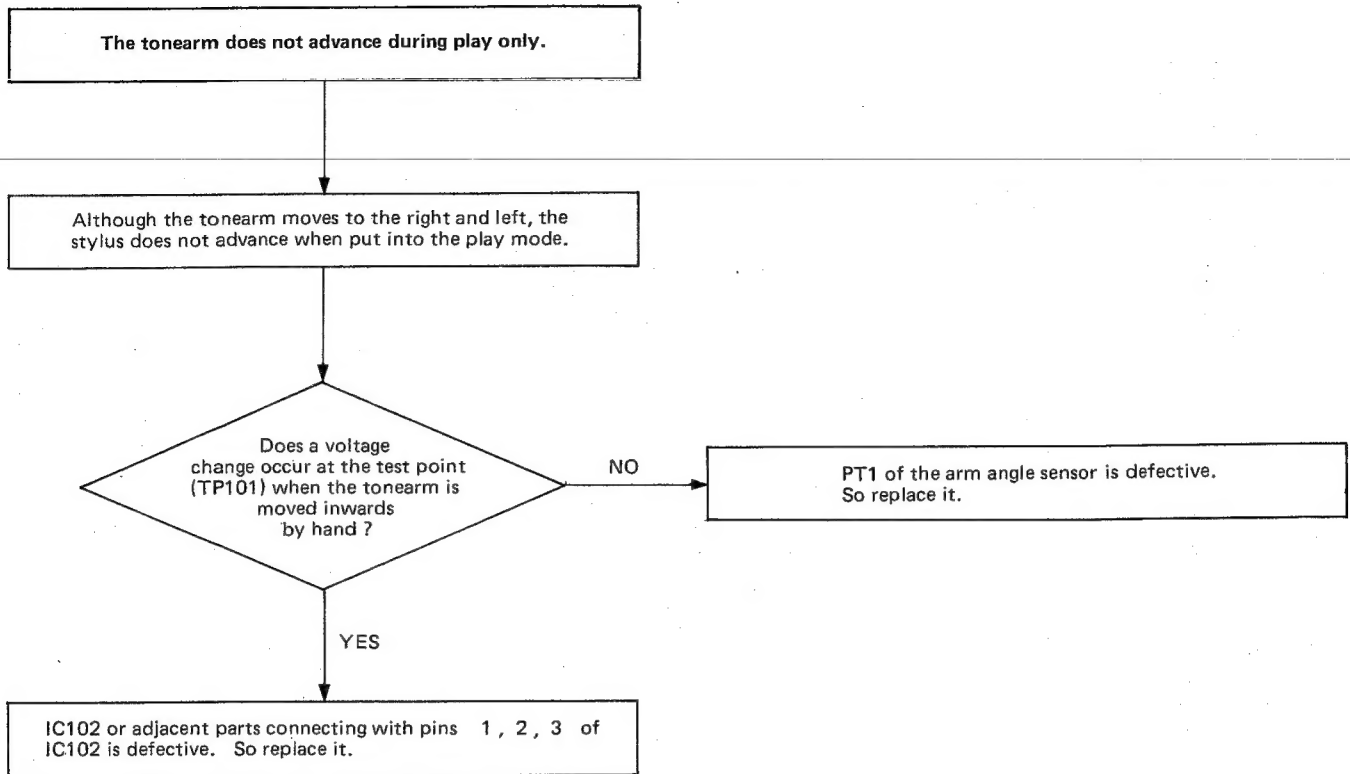 The tonearm does not advance during play only.
Although the tonearm moves to the right and left, the
stylus does not advance when put into the play mode.
Does a voltage
change occur at the test point
(TP101) when the tonearm is
moved inwards
by hand ?
NO
PT1 of the arm angle sensor is defective.
So replace it.
YES
IC102 or adjacent parts connecting with pins 1 , 2 , 3 of
IC102 is defective. So replace it.